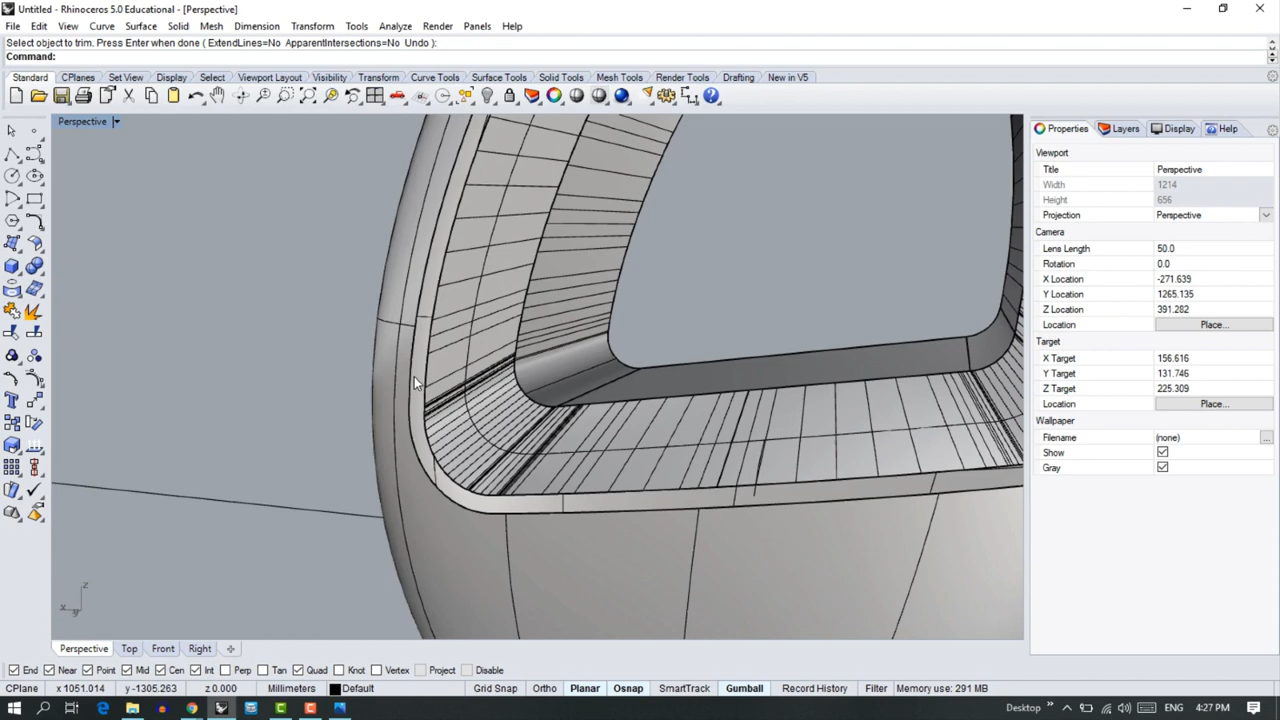 Untitled - Rhinoceros 5.0 Educational - [Perspective]
File Edit View Curve Surface Solid Mesh Dimension Transform Tools Analyze Render Panels Help
Select object to trim. Press Enter when done ( ExtendLines=No ApparentIntersections=No Undo ):
Command:
Standard CPlanes Set View Display Select Viewport Layout Visibility Transform Curve Tools Surface Tools Solid Tools Mesh Tools Render Tools Drafting New in V5
Perspective
Properties Layers Display Help
Viewport
Title Perspective
Width 1214
Height 656
Projection Perspective
Camera
Lens Length 50.0
Rotation 0.0
X Location -271.639
Y Location 1265.135
Z Location 391.282
Location Place...
Target
X Target 156.616
Y Target 131.746
Z Target 225.309
Location Place...
Wallpaper
Filename (none) ...
Show
Gray
z
x y
Perspective Top Front Right
End Near Point Mid Cen Int Perp Tan Quad Knot Vertex Project Disable
CPlane x 1051.014 y -1305.263 z 0.000 Millimeters Default Grid Snap Ortho Planar Osnap SmartTrack Gumball Record History Filter Memory use: 291 MB
Desktop » ENG 4:27 PM